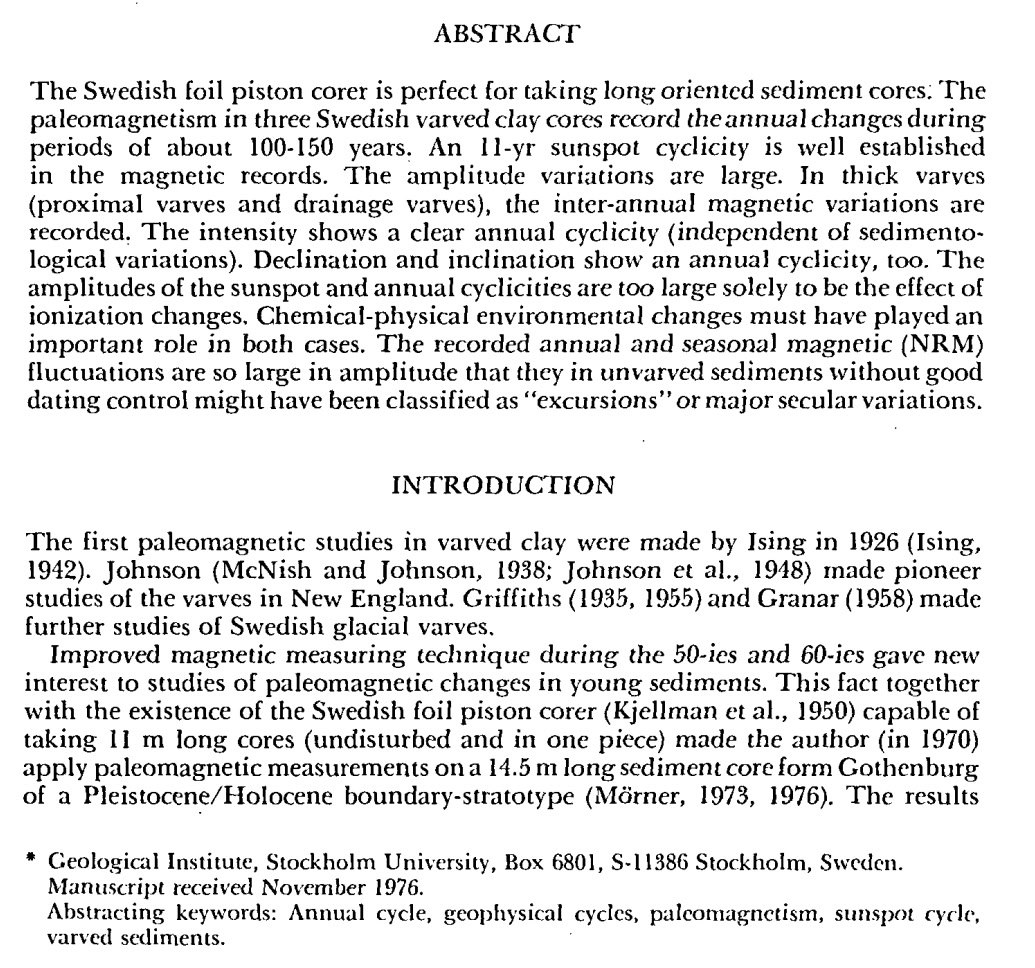 ABSTRACT
The Swedish foil piston corer is perfect for taking long oriented sediment cores. The
paleomagnetism in three Swedish varved clay cores record the annual changes during
periods of about 100-150 years. An 11-yr sunspot cyclicity is well established
in the magnetic records. The amplitude variations are large. In thick varves
(proximal varves and drainage varves), the inter-annual magnetic variations are
recorded. The intensity shows a clear annual cyclicity (independent of sedimento-
logical variations). Declination and inclination show an annual cyclicity, too. The
amplitudes of the sunspot and annual cyclicities are too large solely to be the effect of
ionization changes. Chemical-physical environmental changes must have played an
important role in both cases. The recorded annual and seasonal magnetic (NRM)
fluctuations are so large in amplitude that they in unvarved sediments without good
dating control might have been classified as "excursions" or major secular variations.
INTRODUCTION
The first paleomagnetic studies in varved clay were made by Ising in 1926 (Ising,
1942). Johnson (McNish and Johnson, 1938; Johnson et al., 1948) made pioneer
studies of the varves in New England. Griffiths (1935, 1955) and Granar (1958) made
further studies of Swedish glacial varves.
Improved magnetic measuring technique during the 50-ies and 60-ies gave new
interest to studies of paleomagnetic changes in young sediments. This fact together
with the existence of the Swedish foil piston corer (Kjellman et al., 1950) capable of
taking 11 m long cores (undisturbed and in one piece) made the author (in 1970)
apply paleomagnetic measurements on a 14.5 m long sediment core form Gothenburg
of a Pleistocene/Holocene boundary-stratotype (Mörner, 1973, 1976). The results
* Geological Institute, Stockholm University, Box 6801, S-11386 Stockholm, Sweden.
Manuscript received November 1976.
Abstracting keywords: Annual cycle, geophysical cycles, paleomagnetism, sunspot cycle,
varved sediments.